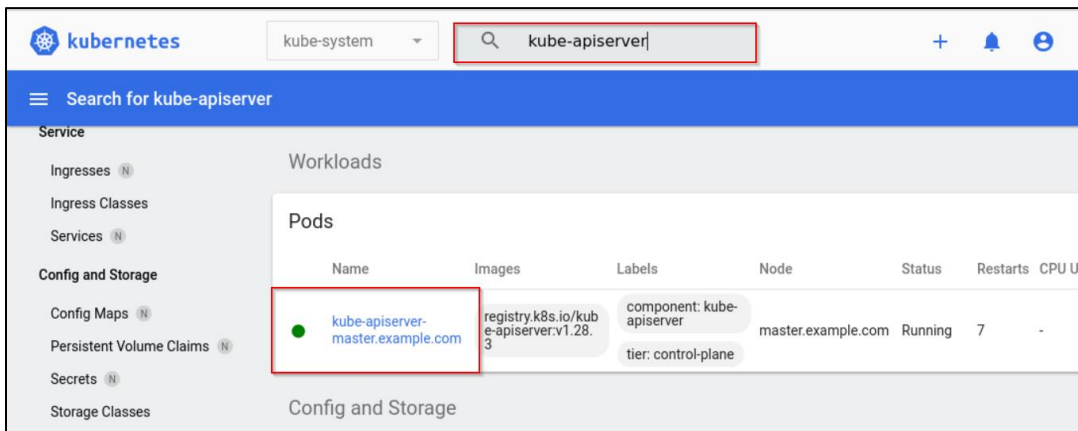 kubernetes
kube-system
kube-apiserver
Search for kube-apiserver
Service
Ingresses N
Ingress Classes
Services N
Config and Storage
Config Maps N
Persistent Volume Claims N
Secrets N
Storage Classes
Workloads
Pods
Name Images Labels Node Status Restarts CPU U
kube-apiserver-
master.example.com
registry.k8s.io/kub
e-apiserver:v1.28.
3
component: kube-
apiserver
tier: control-plane
master.example.com
Running
7
-
Config and Storage